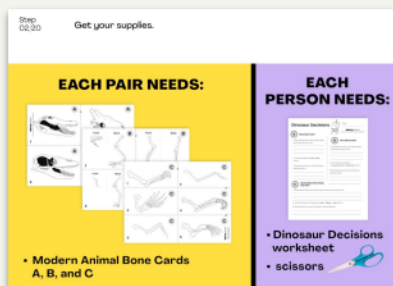 Step
02/20
Get your supplies.
EACH PAIR NEEDS:
A
B
C
• Modern Animal Bone Cards
A, B, and C
EACH
PERSON NEEDS:
Dinosaur Decisions
• Dinosaur Decisions
worksheet
• scissors